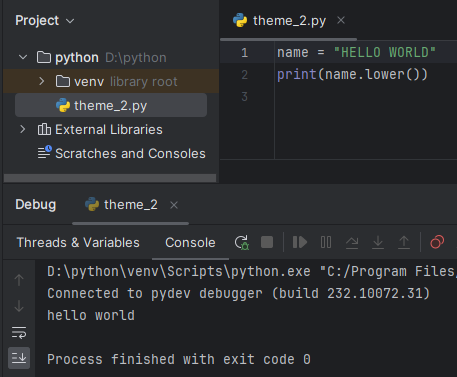 Project
python D:\python
venv library root
theme_2.py
External Libraries
Scratches and Consoles
theme_2.py
1 name = "HELLO WORLD"
2 print(name.lower())
3
Debug theme_2
Threads & Variables Console
D:\python\venv\Scripts\python.exe "C:/Program Files/
Connected to pydev debugger (build 232.10072.31)
hello world
Process finished with exit code 0